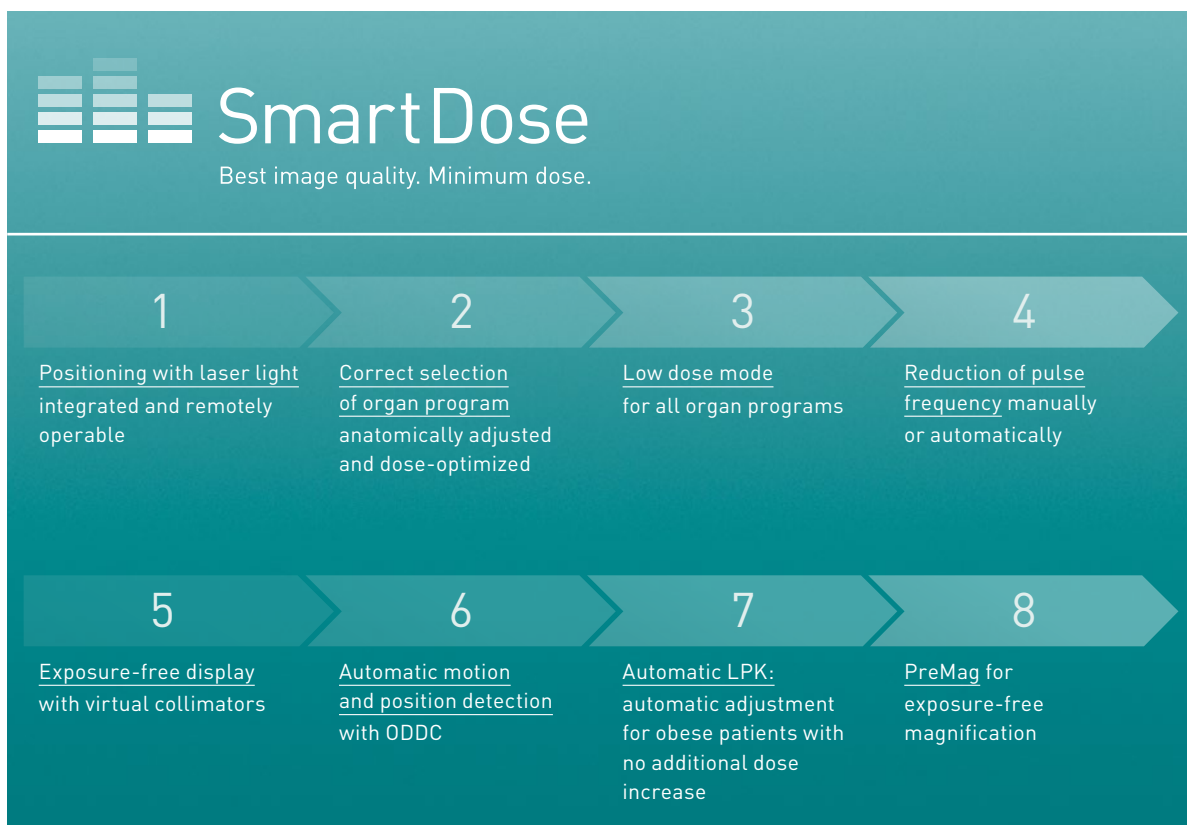 SmartDose
Best image quality. Minimum dose.
1
2
3
4
Positioning with laser light
integrated and remotely
operable
Correct selection
of organ program
anatomically adjusted
and dose-optimized
Low dose mode
for all organ programs
Reduction of pulse
frequency manually
or automatically
5
6
7
8
Exposure-free display
with virtual collimators
Automatic motion
and position detection
with ODDC
Automatic LPK:
automatic adjustment
for obese patients with
no additional dose
increase
PreMag for
exposure-free
magnification